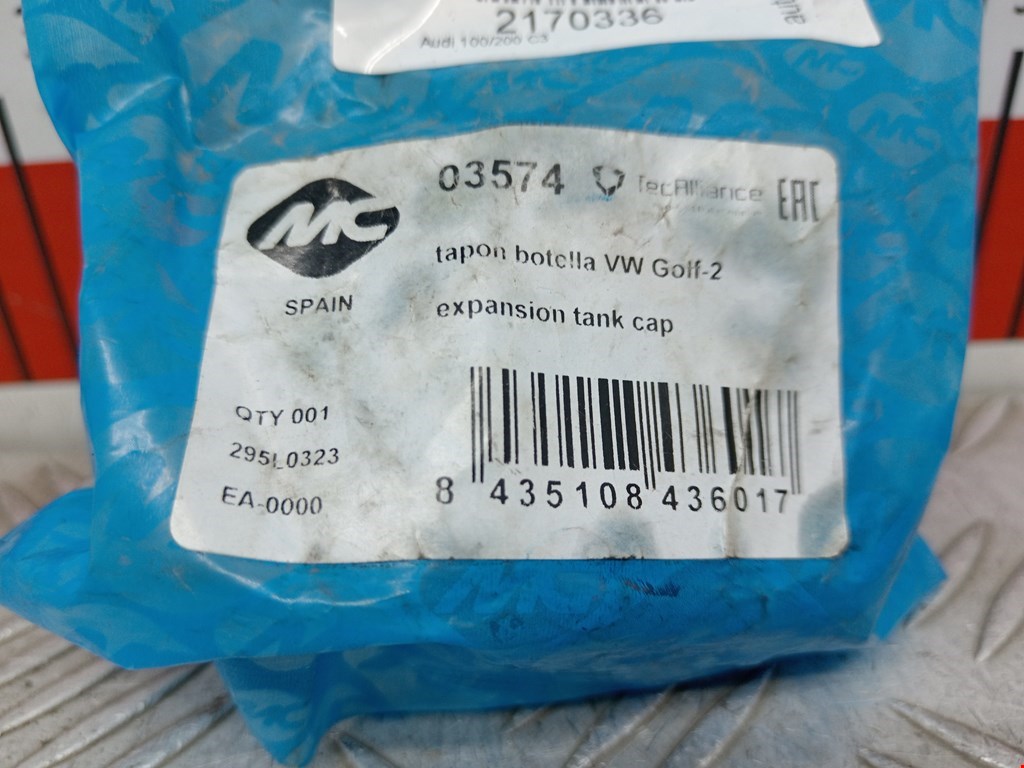 2170336
Audi 100/200 C3
MC
SPAIN
03574
TecAlliance
EAC
tapon botella VW Golf-2
expansion tank cap
QTY 001
295L0323
EA-0000
8 435108 436017